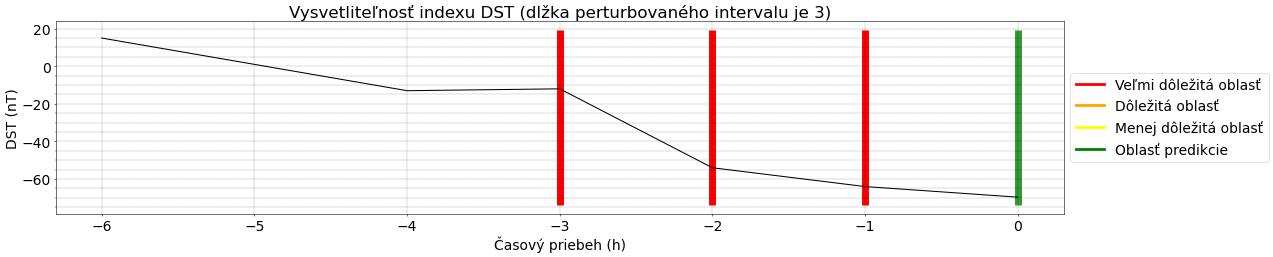 Vysvetliteľnosť indexu DST (dĺžka perturbovaného intervalu je 3)
DST (nT)
20
0
−20
−40
−60
−6
−5
−4
−3
−2
−1
0
Časový priebeh (h)
Veľmi dôležitá oblasť
Dôležitá oblasť
Menej dôležitá oblasť
Oblasť predikcie